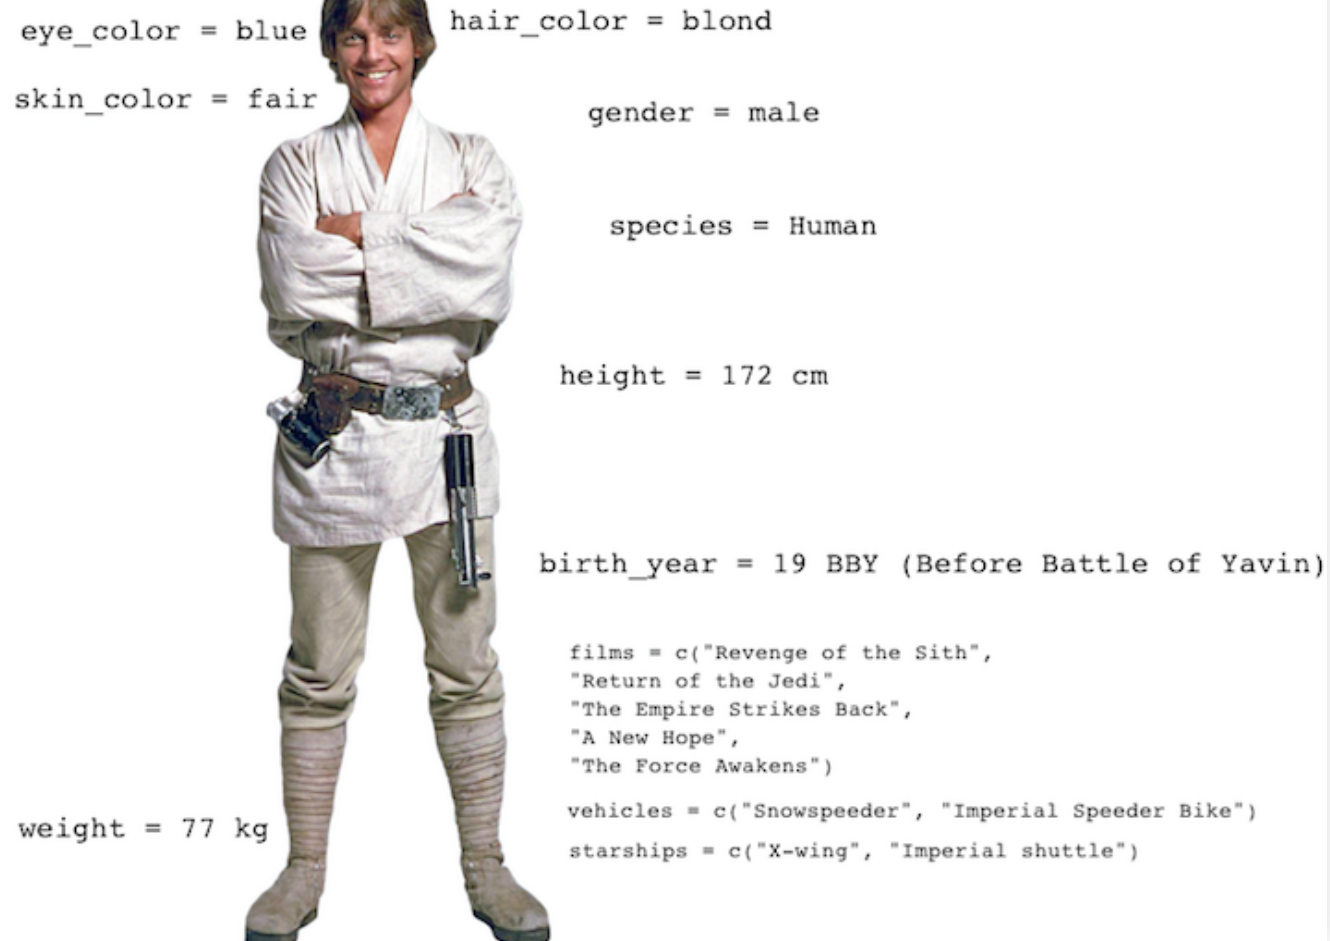 eye_color = blue
hair_color = blond
skin_color = fair
gender = male
species = Human
height = 172 cm
birth_year = 19 BBY (Before Battle of Yavin)
films = c("Revenge of the Sith",
"Return of the Jedi",
"The Empire Strikes Back",
"A New Hope",
"The Force Awakens")
vehicles = c("Snowspeeder", "Imperial Speeder Bike")
weight = 77 kg
starships = c("X-wing", "Imperial shuttle")